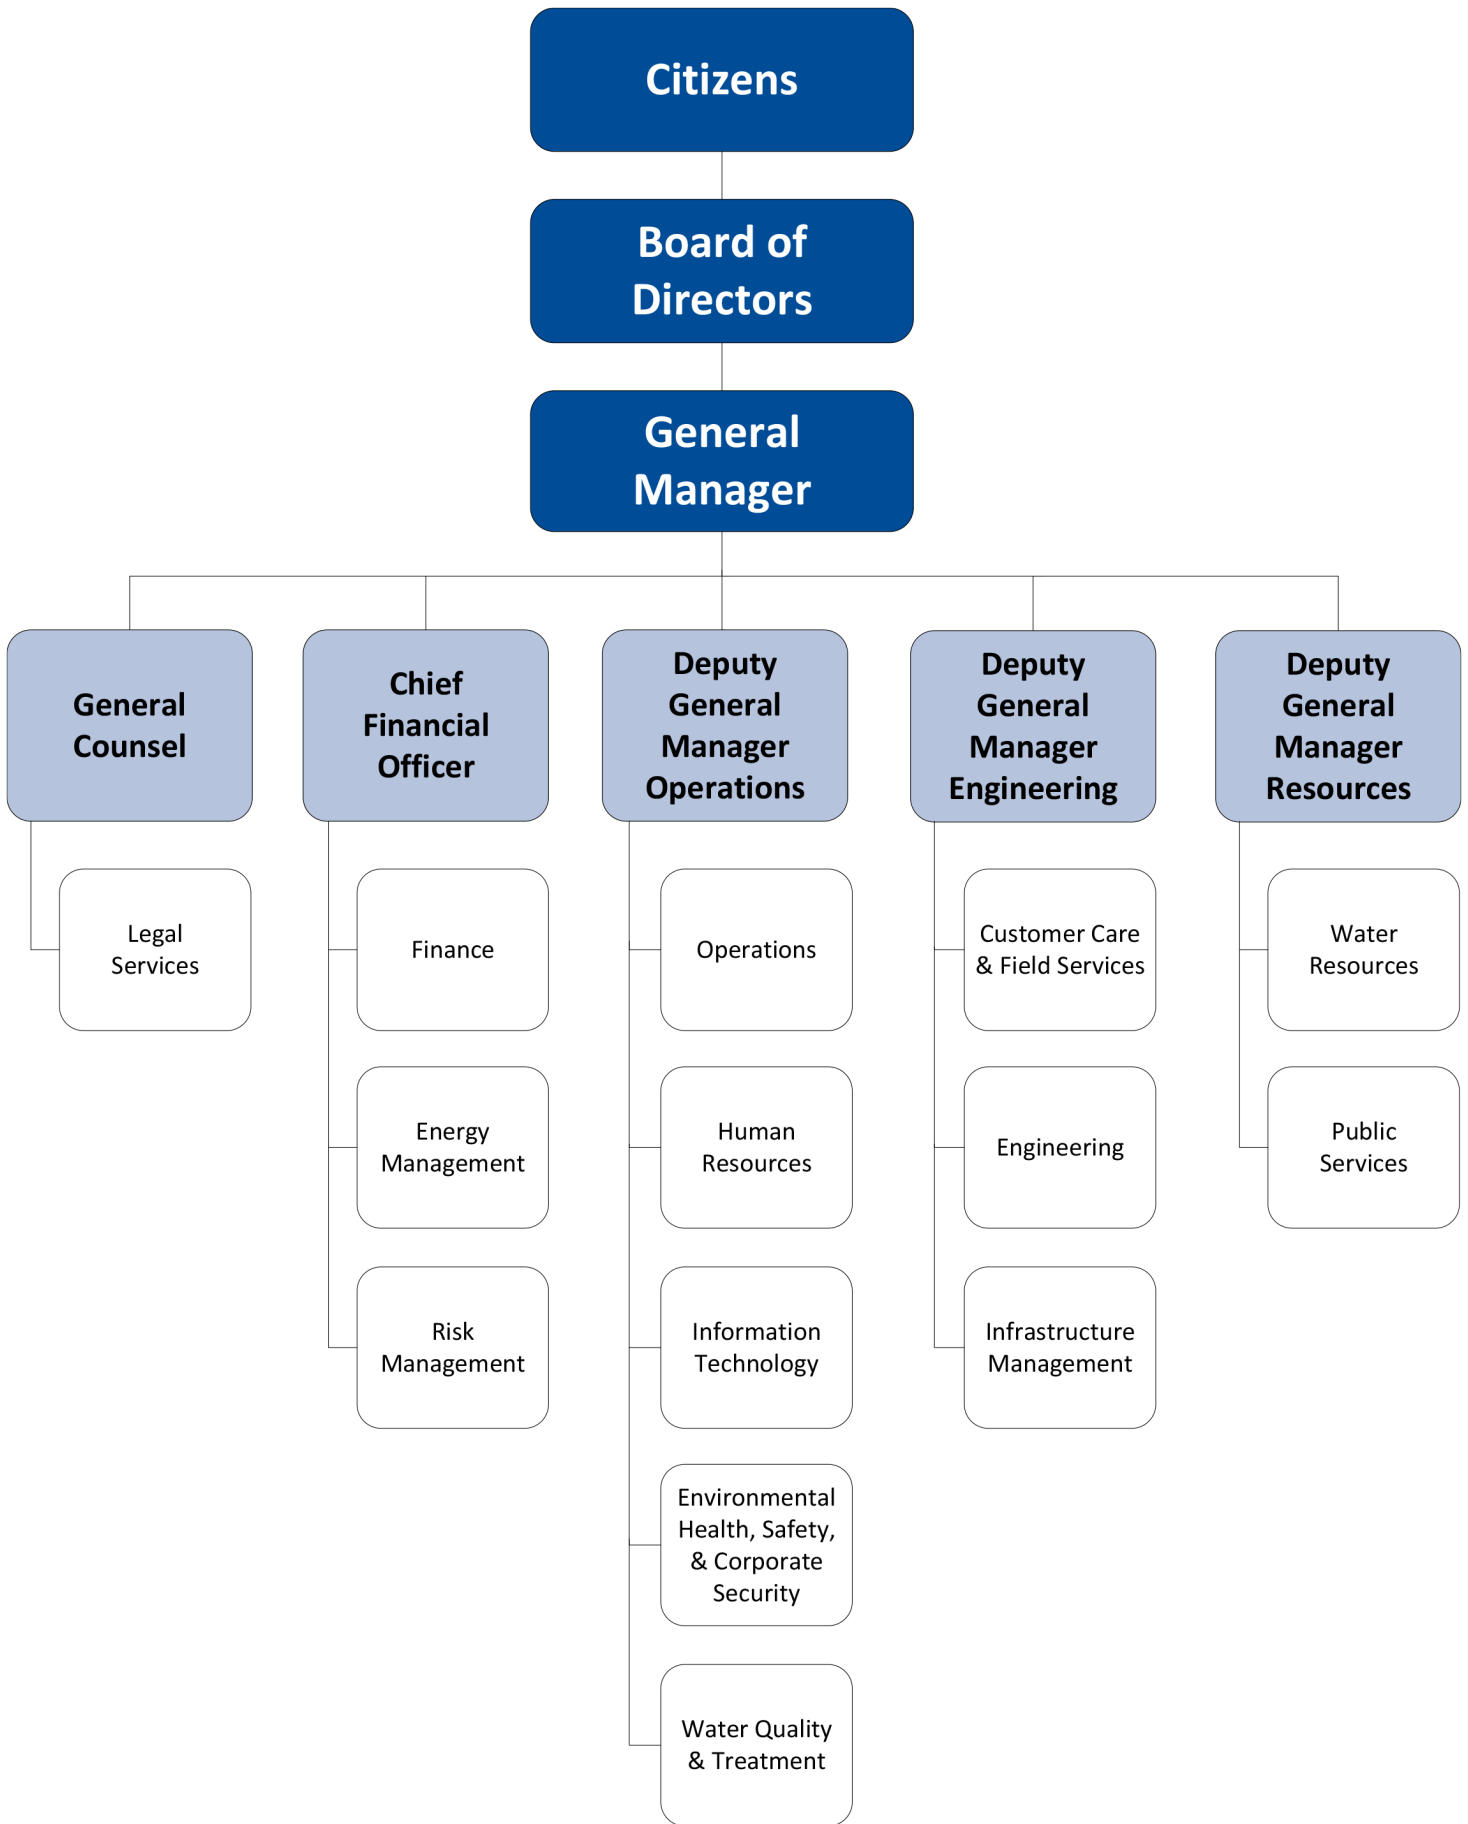 Citizens
Board of
Directors
General
Manager
General
Counsel
Chief
Financial
Officer
Deputy
General
Manager
Operations
Deputy
General
Manager
Engineering
Deputy
General
Manager
Resources
Legal
Services
Finance
Energy
Management
Risk
Management
Operations
Human
Resources
Information
Technology
Environmental
Health, Safety,
& Corporate
Security
Water Quality
& Treatment
Customer Care
& Field Services
Engineering
Infrastructure
Management
Water
Resources
Public
Services